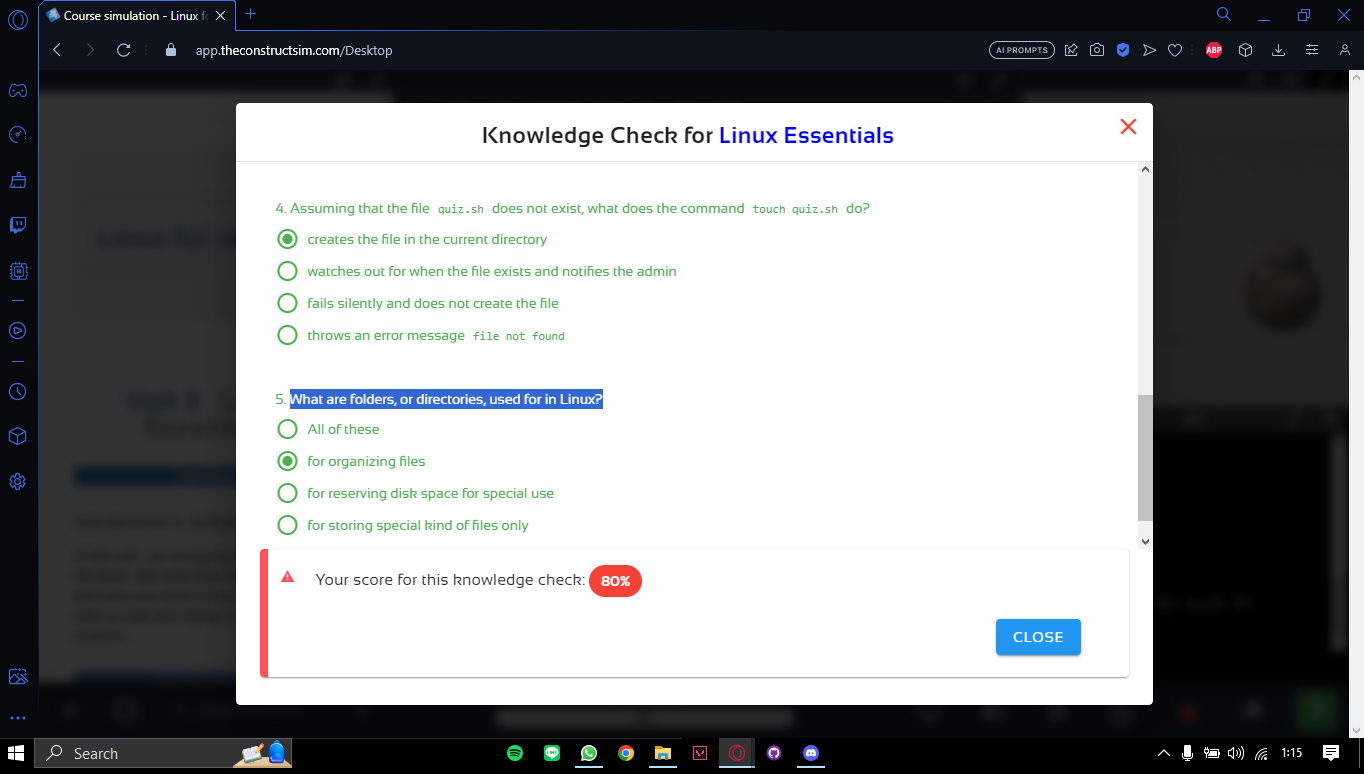 Course simulation - Linux f
app.theconstructsim.com/Desktop
AI PROMPTS
ABP
Knowledge Check for Linux Essentials
4. Assuming that the file quiz.sh does not exist, what does the command touch quiz.sh do?
creates the file in the current directory
watches out for when the file exists and notifies the admin
fails silently and does not create the file
throws an error message file not found
5. What are folders, or directories, used for in Linux?
All of these
for organizing files
for reserving disk space for special use
for storing special kind of files only
Your score for this knowledge check: 80%
CLOSE
Search
1:15